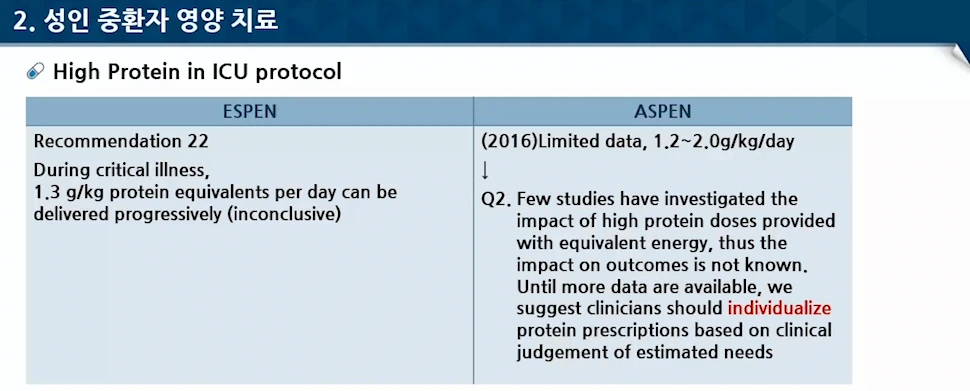 2. 성인 중환자 영양 치료
High Protein in ICU protocol
ESPEN
Recommendation 22
During critical illness,
1.3 g/kg protein equivalents per day can be
delivered progressively (inconclusive)
ASPEN
(2016)Limited data, 1.2~2.0g/kg/day
↓
Q2. Few studies have investigated the
impact of high protein doses provided
with equivalent energy, thus the
impact on outcomes is not known.
Until more data are available, we
suggest clinicians should individualize
protein prescriptions based on clinical
judgement of estimated needs